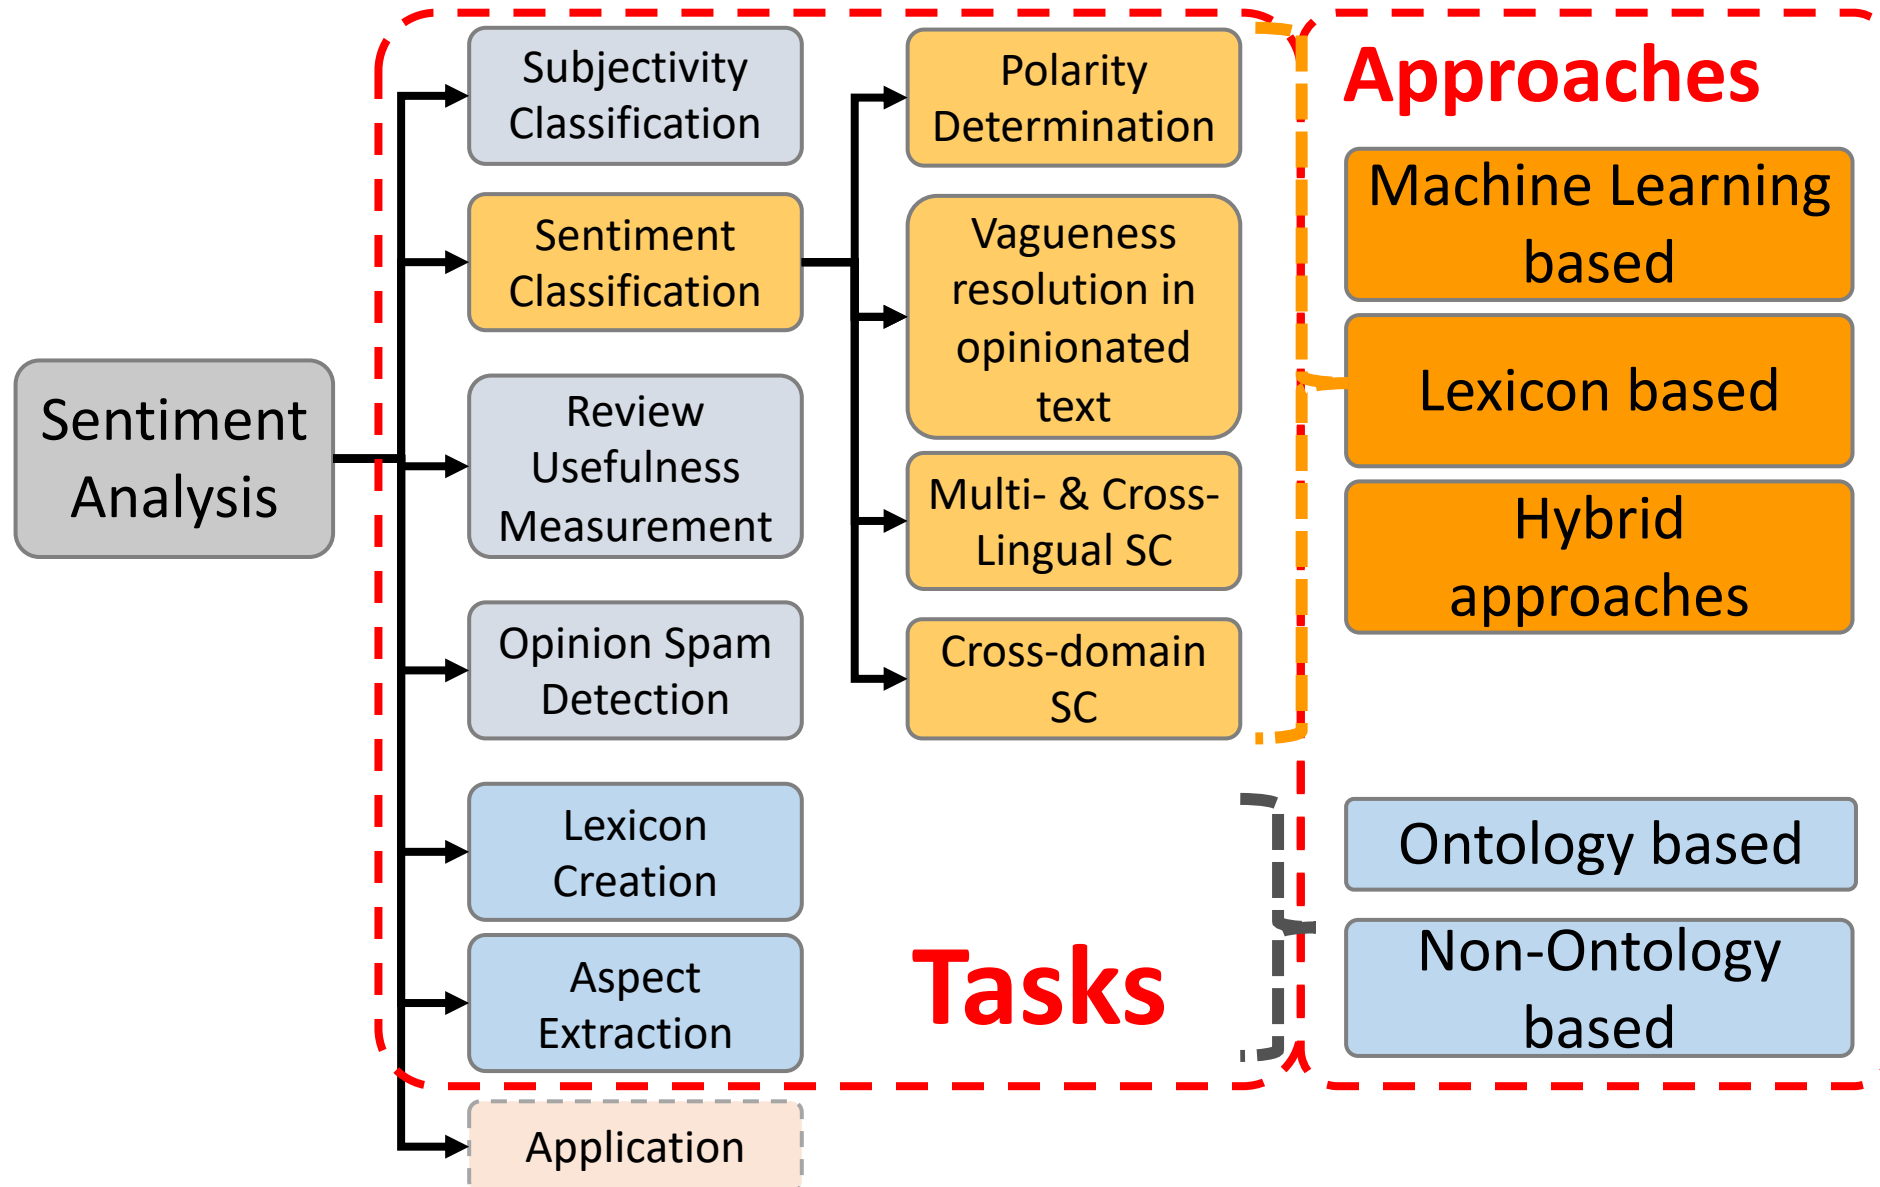 Sentiment
Analysis
Subjectivity
Classification
Sentiment
Classification
Review
Usefulness
Measurement
Opinion Spam
Detection
Lexicon
Creation
Aspect
Extraction
Application
Polarity
Determination
Vagueness
resolution in
opinionated
text
Multi- & Cross-
Lingual SC
Cross-domain
SC
Tasks
Approaches
Machine Learning
based
Lexicon based
Hybrid
approaches
Ontology based
Non-Ontology
based